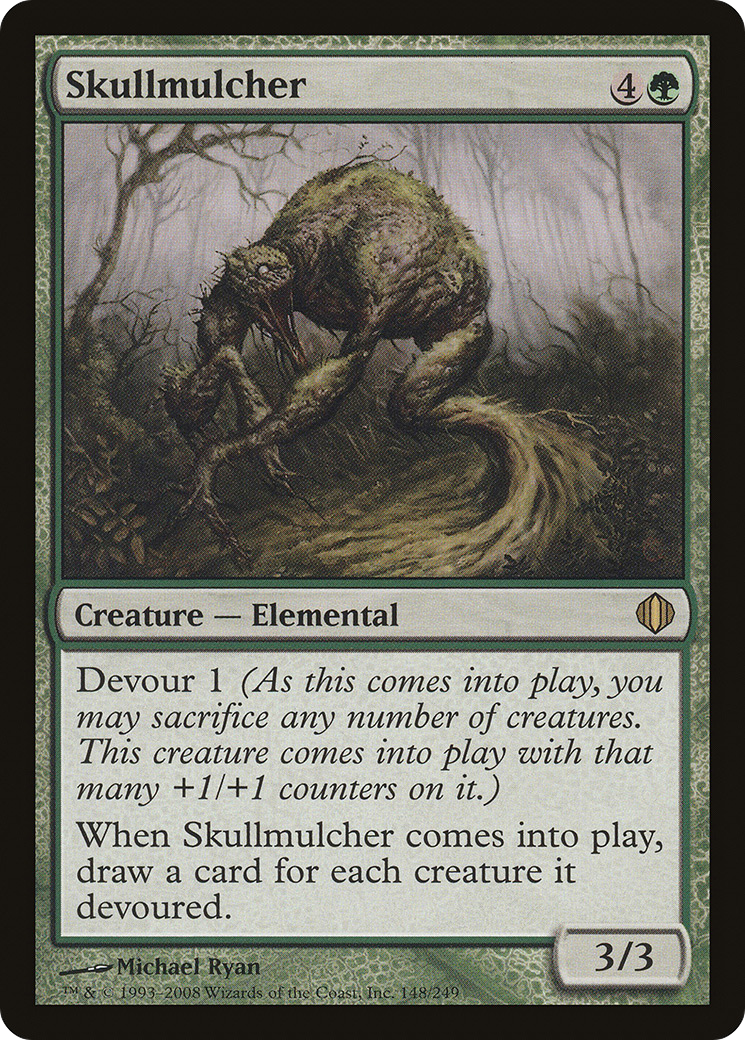 Skullmulcher 4
Creature — Elemental
Devour 1 (As this comes into play, you
may sacrifice any number of creatures.
This creature comes into play with that
many +1/+1 counters on it.)
When Skullmulcher comes into play,
draw a card for each creature it
devoured.
3/3
Michael Ryan
™ & © 1993–2008 Wizards of the Coast, Inc. 148/249